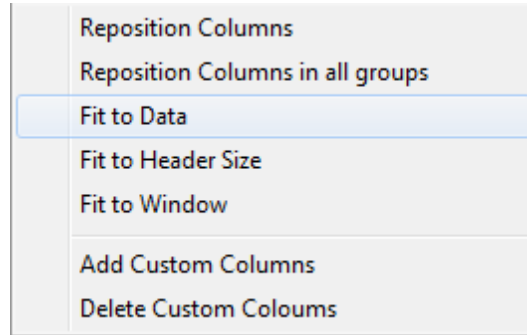 Reposition Columns
Reposition Columns in all groups
Fit to Data
Fit to Header Size
Fit to Window
Add Custom Columns
Delete Custom Coloums